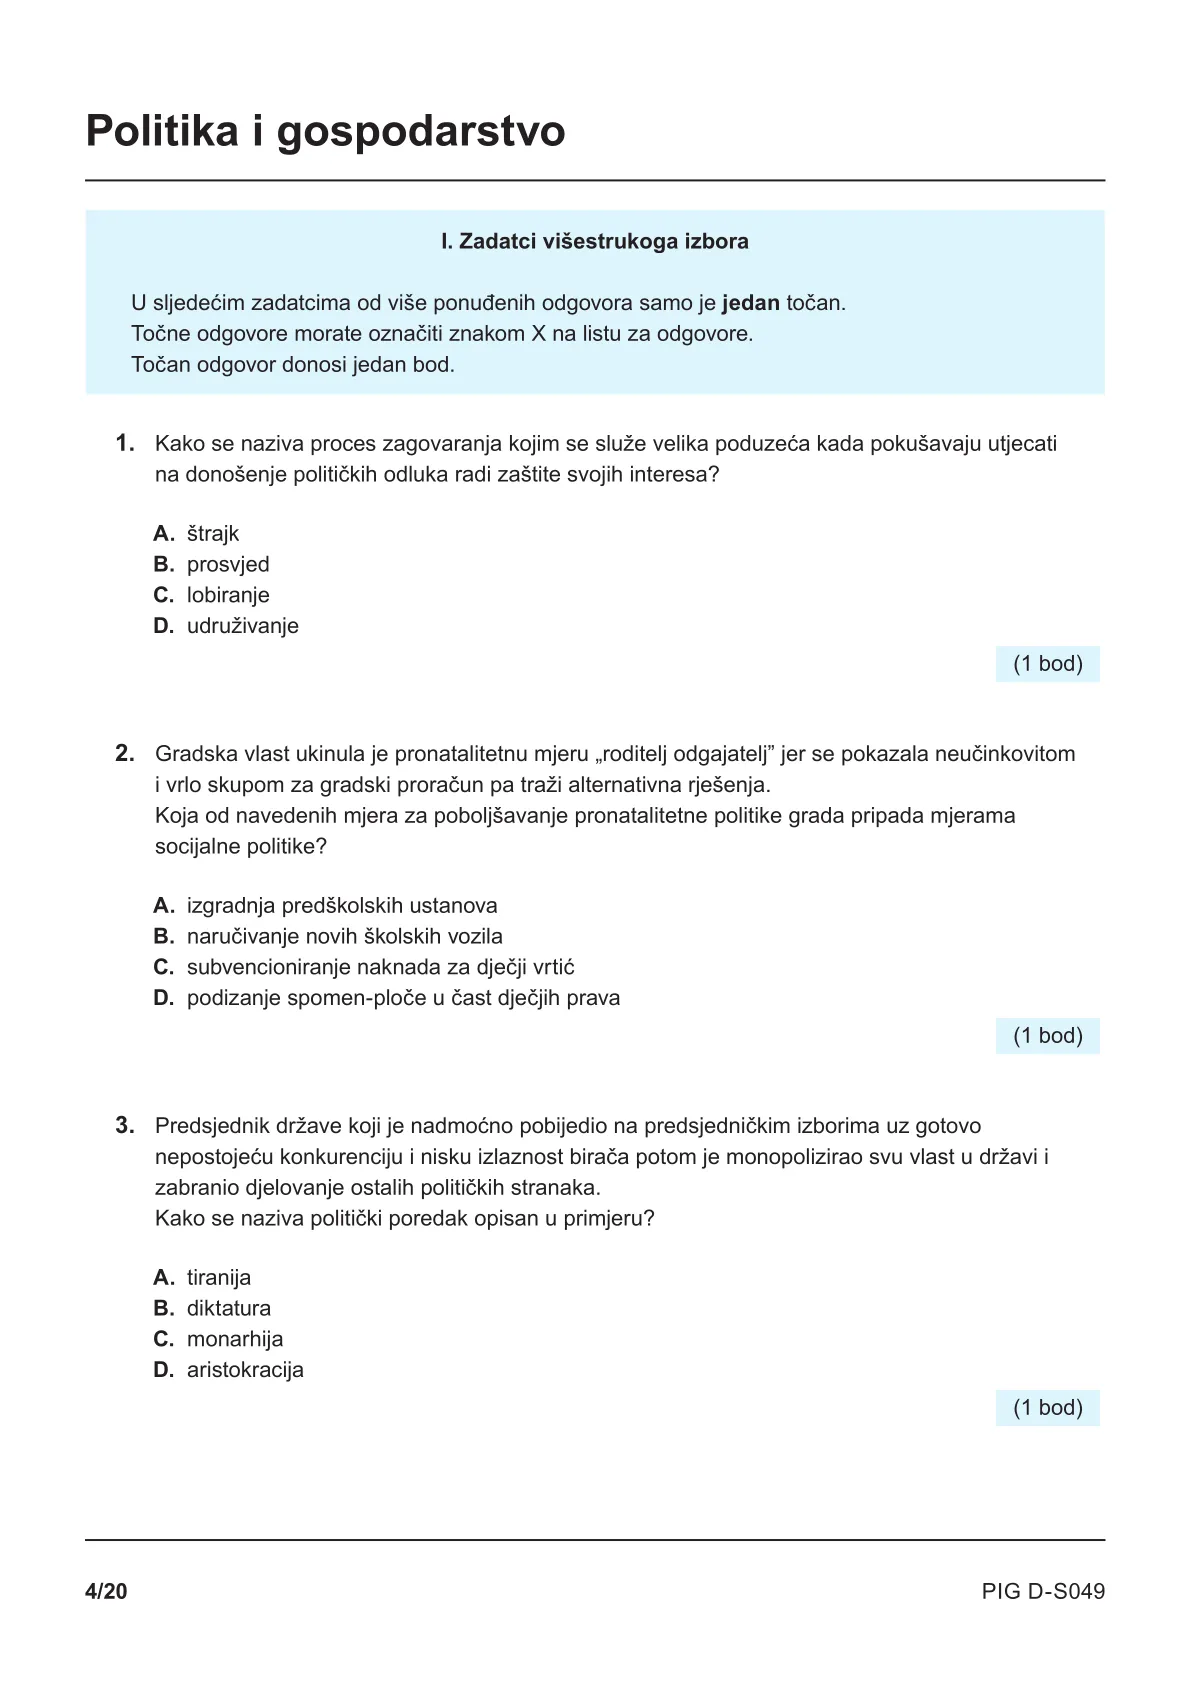 Politika i gospodarstvo
I. Zadatci višestrukoga izbora
U sljedećim zadatcima od više ponuđenih odgovora samo je jedan točan.
Točne odgovore morate označiti znakom X na listu za odgovore.
Točan odgovor donosi jedan bod.
1. Kako se naziva proces zagovaranja kojim se služe velika poduzeća kada pokušavaju utjecati
na donošenje političkih odluka radi zaštite svojih interesa?
A. štrajk
B. prosvjed
C. lobiranje
D. udruživanje
(1 bod)
2. Gradska vlast ukinula je pronatalitetnu mjeru „roditelj odgajatelj” jer se pokazala neučinkovitom
i vrlo skupom za gradski proračun pa traži alternativna rješenja.
Koja od navedenih mjera za poboljšavanje pronatalitetne politike grada pripada mjerama
socijalne politike?
A. izgradnja predškolskih ustanova
B. naručivanje novih školskih vozila
C. subvencioniranje naknada za dječji vrtić
D. podizanje spomen-ploče u čast dječjih prava
(1 bod)
3. Predsjednik države koji je nadmoćno pobijedio na predsjedničkim izborima uz gotovo
nepostojeću konkurenciju i nisku izlaznost birača potom je monopolizirao svu vlast u državi i
zabranio djelovanje ostalih političkih stranaka.
Kako se naziva politički poredak opisan u primjeru?
A. tiranija
B. diktatura
C. monarhija
D. aristokracija
(1 bod)
4/20
PIG D-S049